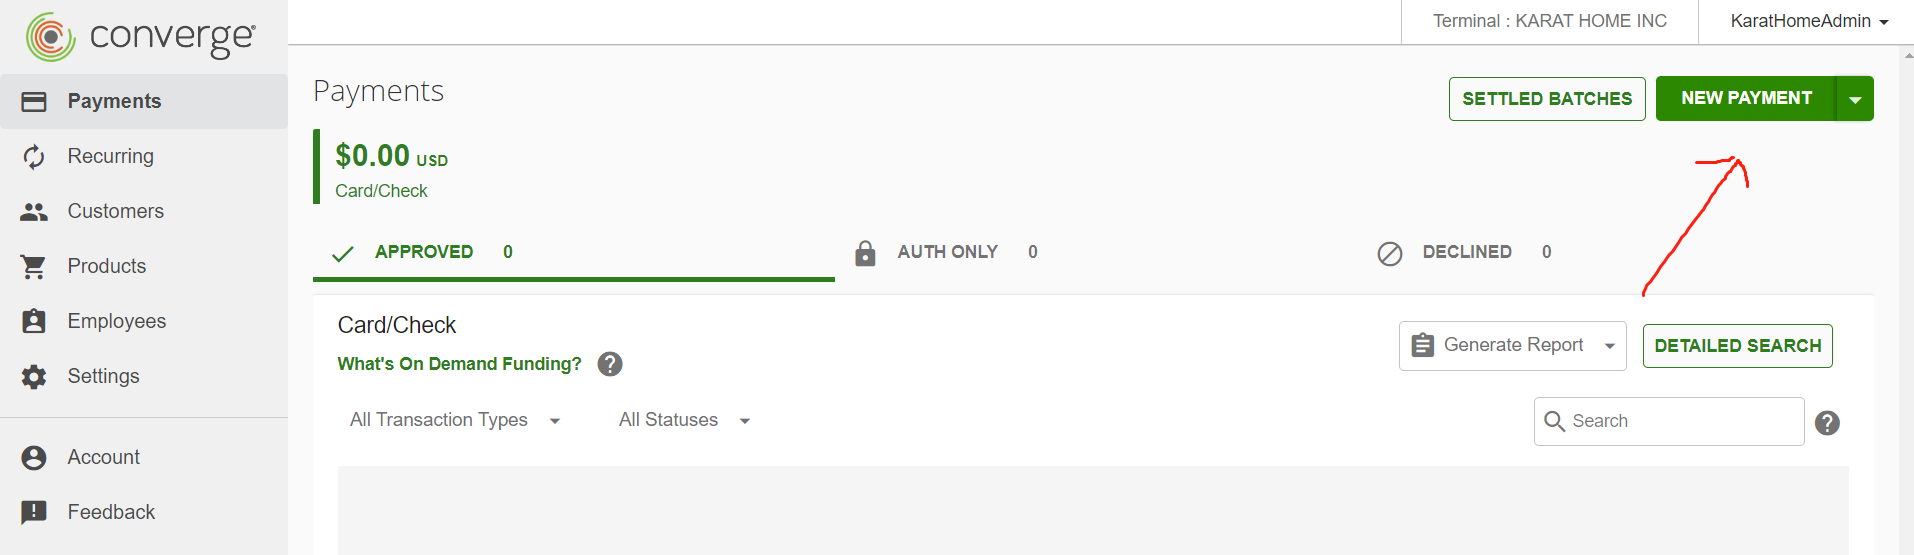 converge
Terminal : KARAT HOME INC
KaratHomeAdmin
Payments
Recurring
Customers
Products
Employees
Settings
Account
Feedback
Payments
SETTLED BATCHES
NEW PAYMENT
$0.00 USD
Card/Check
APPROVED 0
AUTH ONLY 0
DECLINED 0
Card/Check
Generate Report
DETAILED SEARCH
What's On Demand Funding?
All Transaction Types
All Statuses
Search